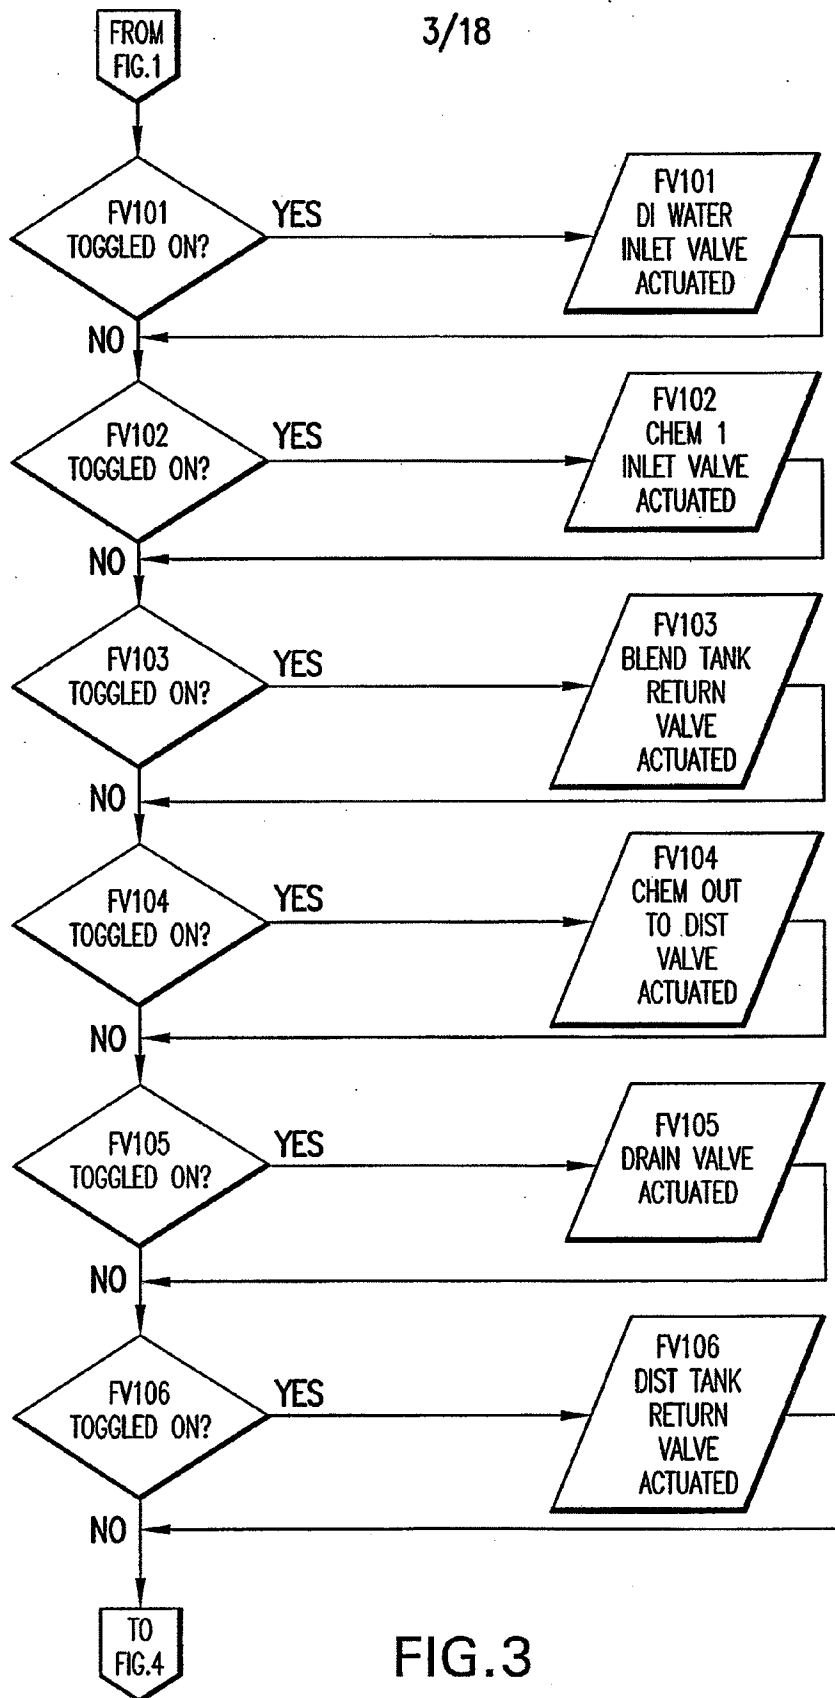 3/18
FROM
FIG.1
FV101
TOGGLED ON?
YES
FV101
DI WATER
INLET VALVE
ACTUATED
NO
FV102
TOGGLED ON?
YES
FV102
CHEM 1
INLET VALVE
ACTUATED
NO
FV103
TOGGLED ON?
YES
FV103
BLEND TANK
RETURN
VALVE
ACTUATED
NO
FV104
TOGGLED ON?
YES
FV104
CHEM OUT
TO DIST
VALVE
ACTUATED
NO
FV105
TOGGLED ON?
YES
FV105
DRAIN VALVE
ACTUATED
NO
FV106
TOGGLED ON?
YES
FV106
DIST TANK
RETURN
VALVE
ACTUATED
NO
TO
FIG.4
FIG.3